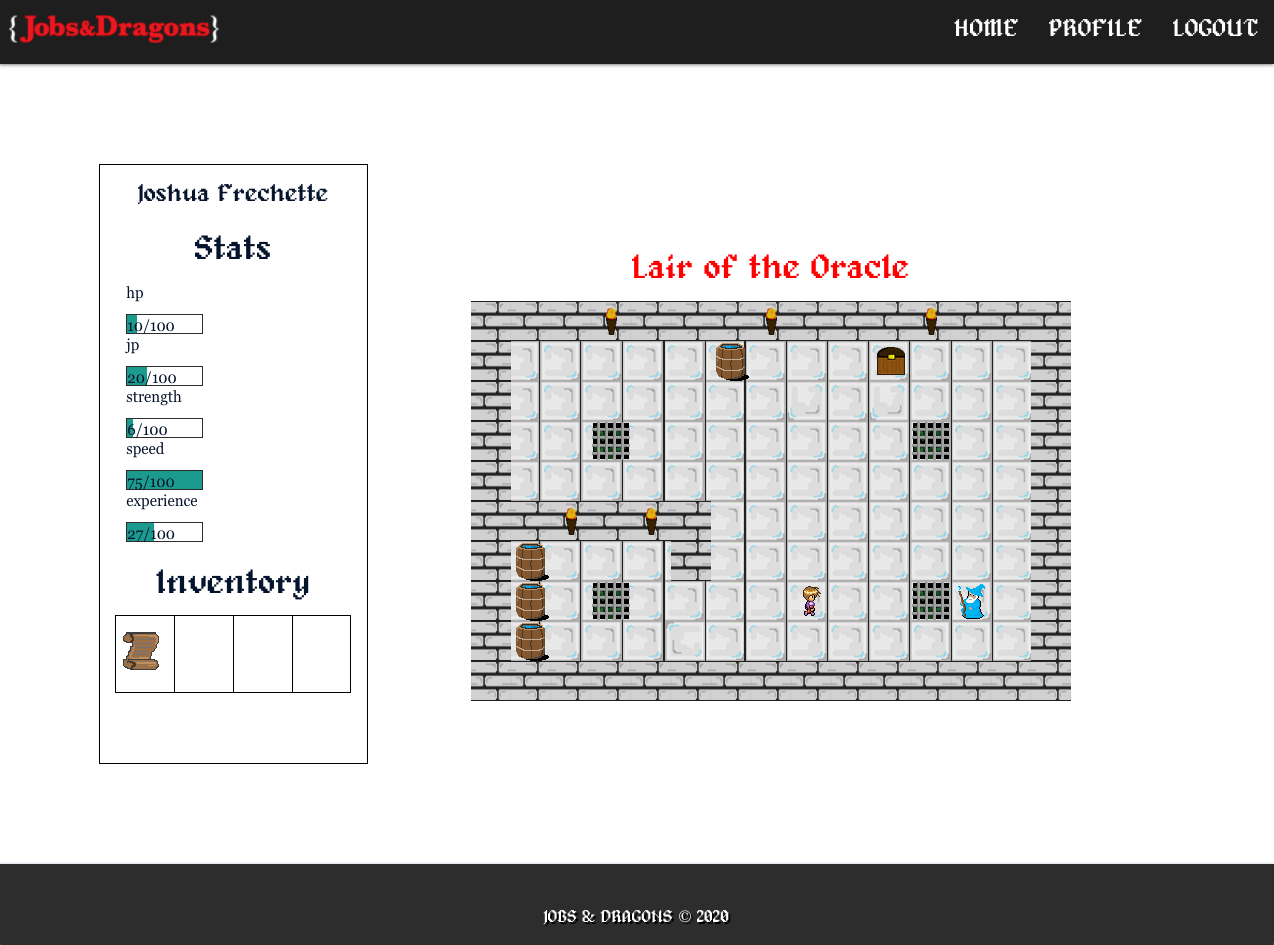 {Jobs&Dragons}
HOME PROFILE LOGOUT
Joshua Frechette
Stats
hp
10/100
jp
20/100
strength
6/100
speed
75/100
experience
27/100
Inventory
Lair of the Oracle
JOBS & DRAGONS © 2020